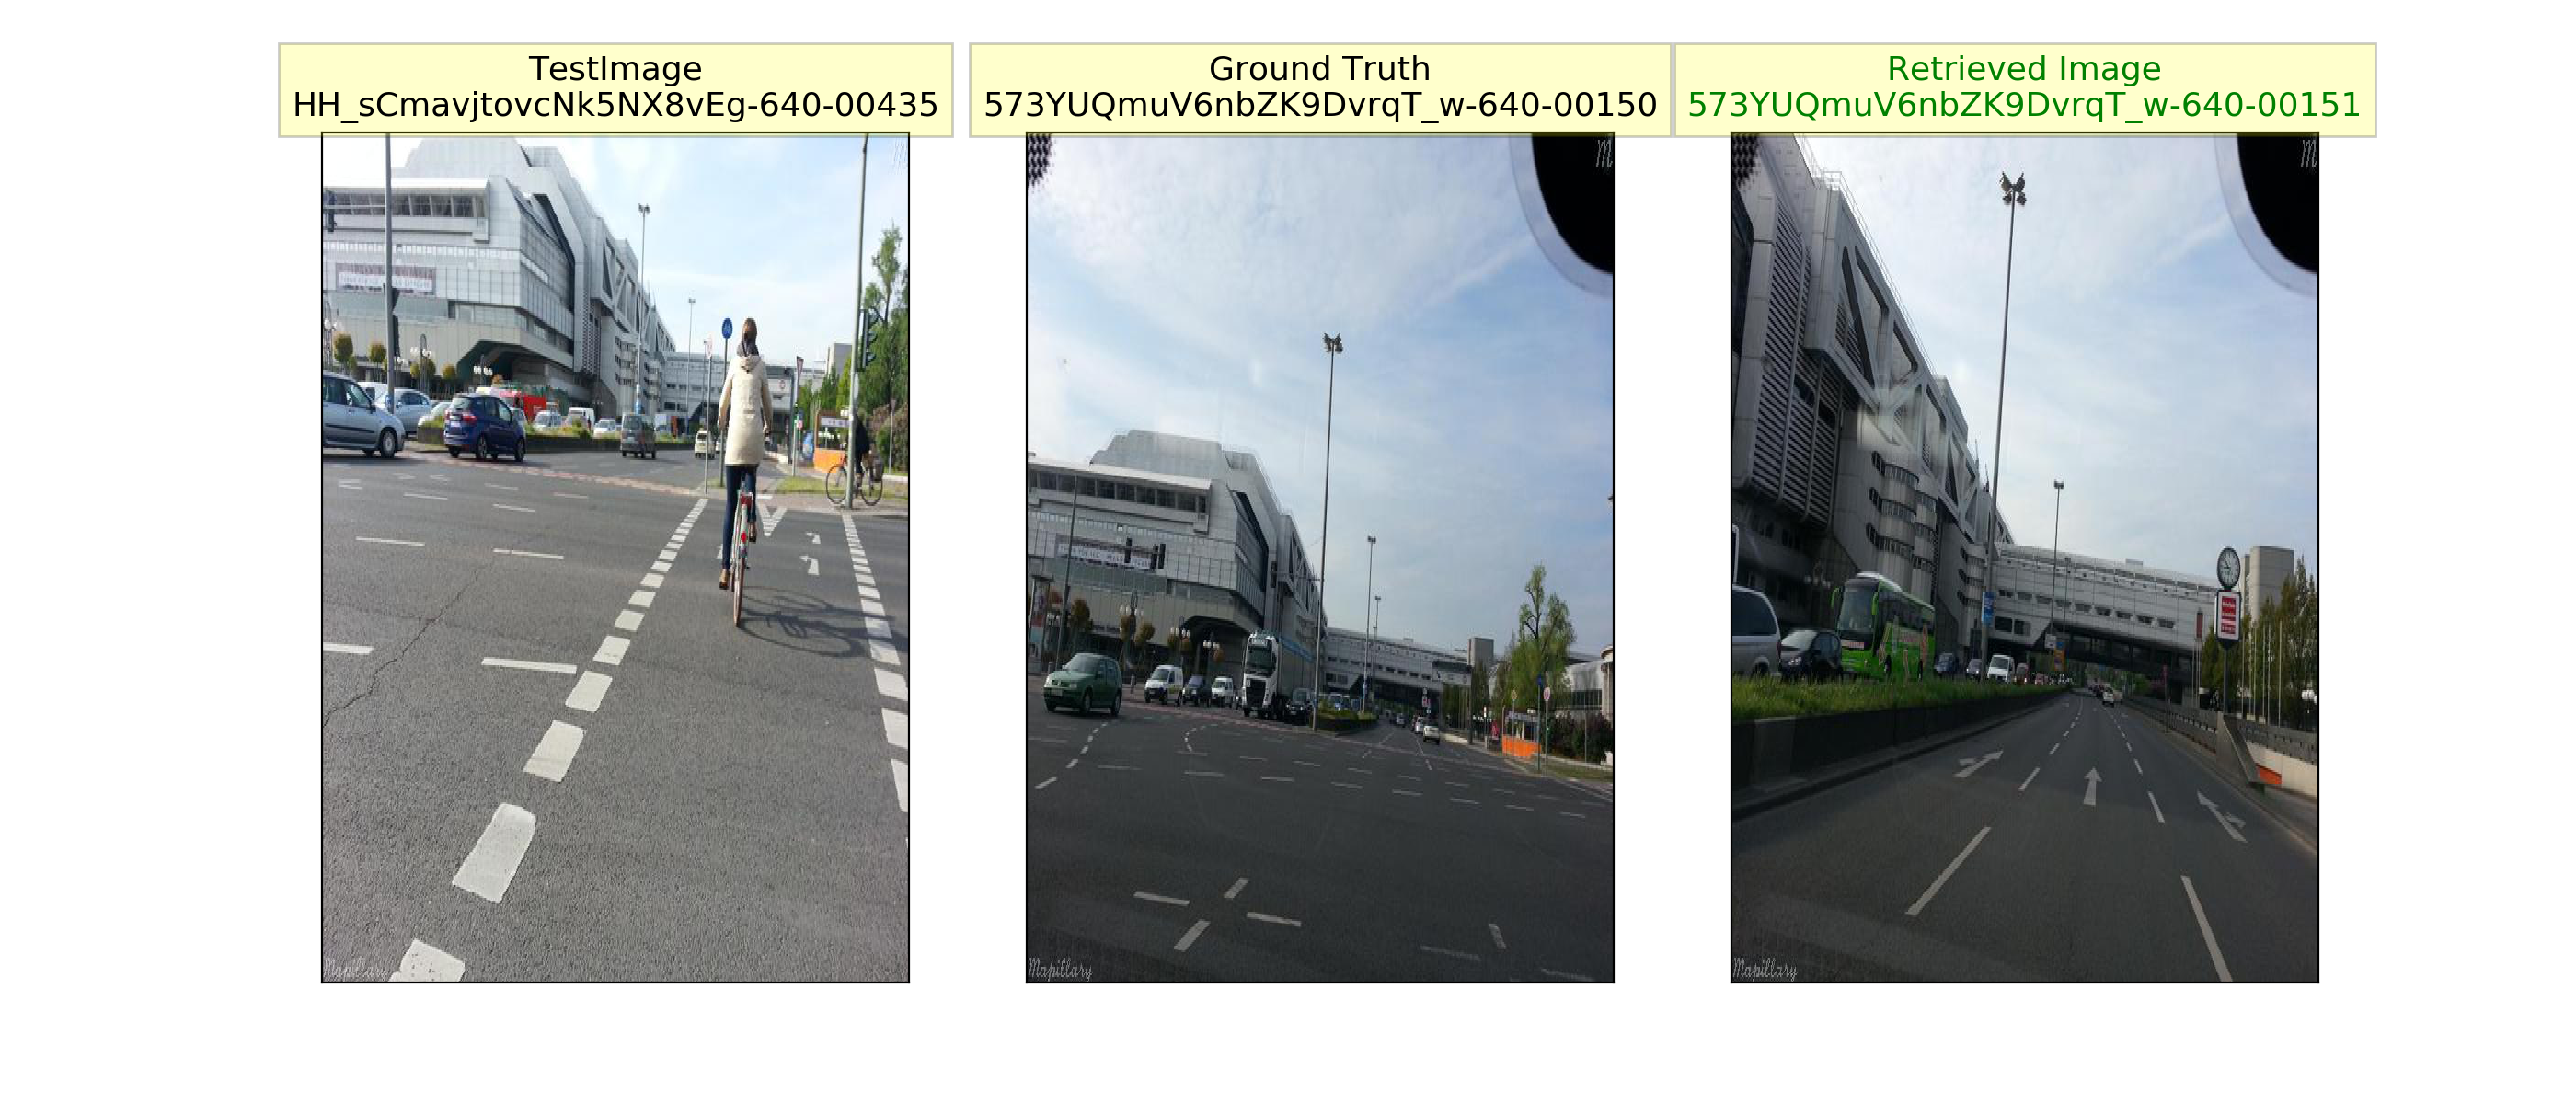 TestImage
HH_sCmavjtovcNk5NX8vEg-640-00435
Ground Truth
573YUQmuV6nbZK9DvrqT_w-640-00150
Retrieved Image
573YUQmuV6nbZK9DvrqT_w-640-00151
M
M
Mapillary
Mapillary
Mapillary